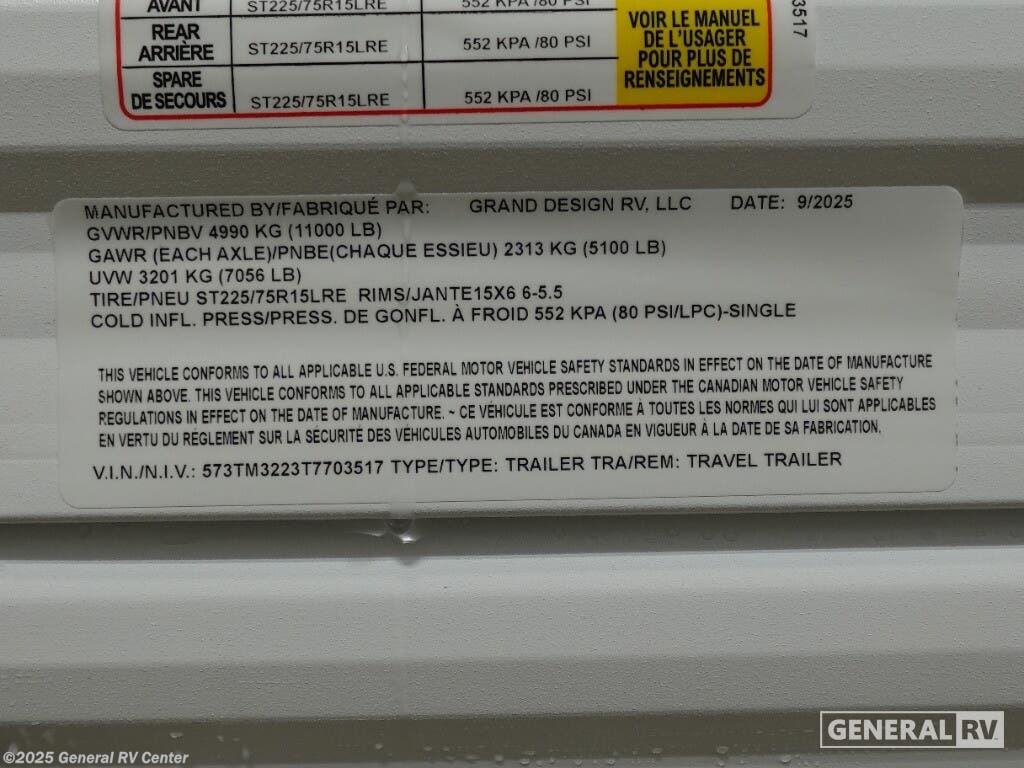 AVANT ST225/75R15LRE 552 KPA /80 PSI
REAR
ARRIÈRE ST225/75R15LRE 552 KPA /80 PSI
SPARE
DE SECOURS ST225/75R15LRE 552 KPA /80 PSI
VOIR LE MANUEL
DE L'USAGER
POUR PLUS DE
RENSEIGNEMENTS
3517
MANUFACTURED BY/FABRIQUÉ PAR: GRAND DESIGN RV, LLC DATE: 9/2025
GVWR/PNBV 4990 KG (11000 LB)
GAWR (EACH AXLE)/PNBE(CHAQUE ESSIEU) 2313 KG (5100 LB)
UVW 3201 KG (7056 LB)
TIRE/PNEU ST225/75R15LRE RIMS/JANTE15X6 6-5.5
COLD INFL. PRESS/PRESS. DE GONFL. À FROID 552 KPA (80 PSI/LPC)-SINGLE
THIS VEHICLE CONFORMS TO ALL APPLICABLE U.S. FEDERAL MOTOR VEHICLE SAFETY STANDARDS IN EFFECT ON THE DATE OF MANUFACTURE
SHOWN ABOVE. THIS VEHICLE CONFORMS TO ALL APPLICABLE STANDARDS PRESCRIBED UNDER THE CANADIAN MOTOR VEHICLE SAFETY
REGULATIONS IN EFFECT ON THE DATE OF MANUFACTURE. ~ CE VÉHICULE EST CONFORME À TOUTES LES NORMES QUI LUI SONT APPLICABLES
EN VERTU DU RÉGLEMENT SUR LA SÉCURITÉ DES VÉHICULES AUTOMOBILES DU CANADA EN VIGUEUR À LA DATE DE SA FABRICATION.
V.I.N./N.I.V.: 573TM3223T7703517 TYPE/TYPE: TRAILER TRA/REM: TRAVEL TRAILER
GENERAL RV
©2025 General RV Center